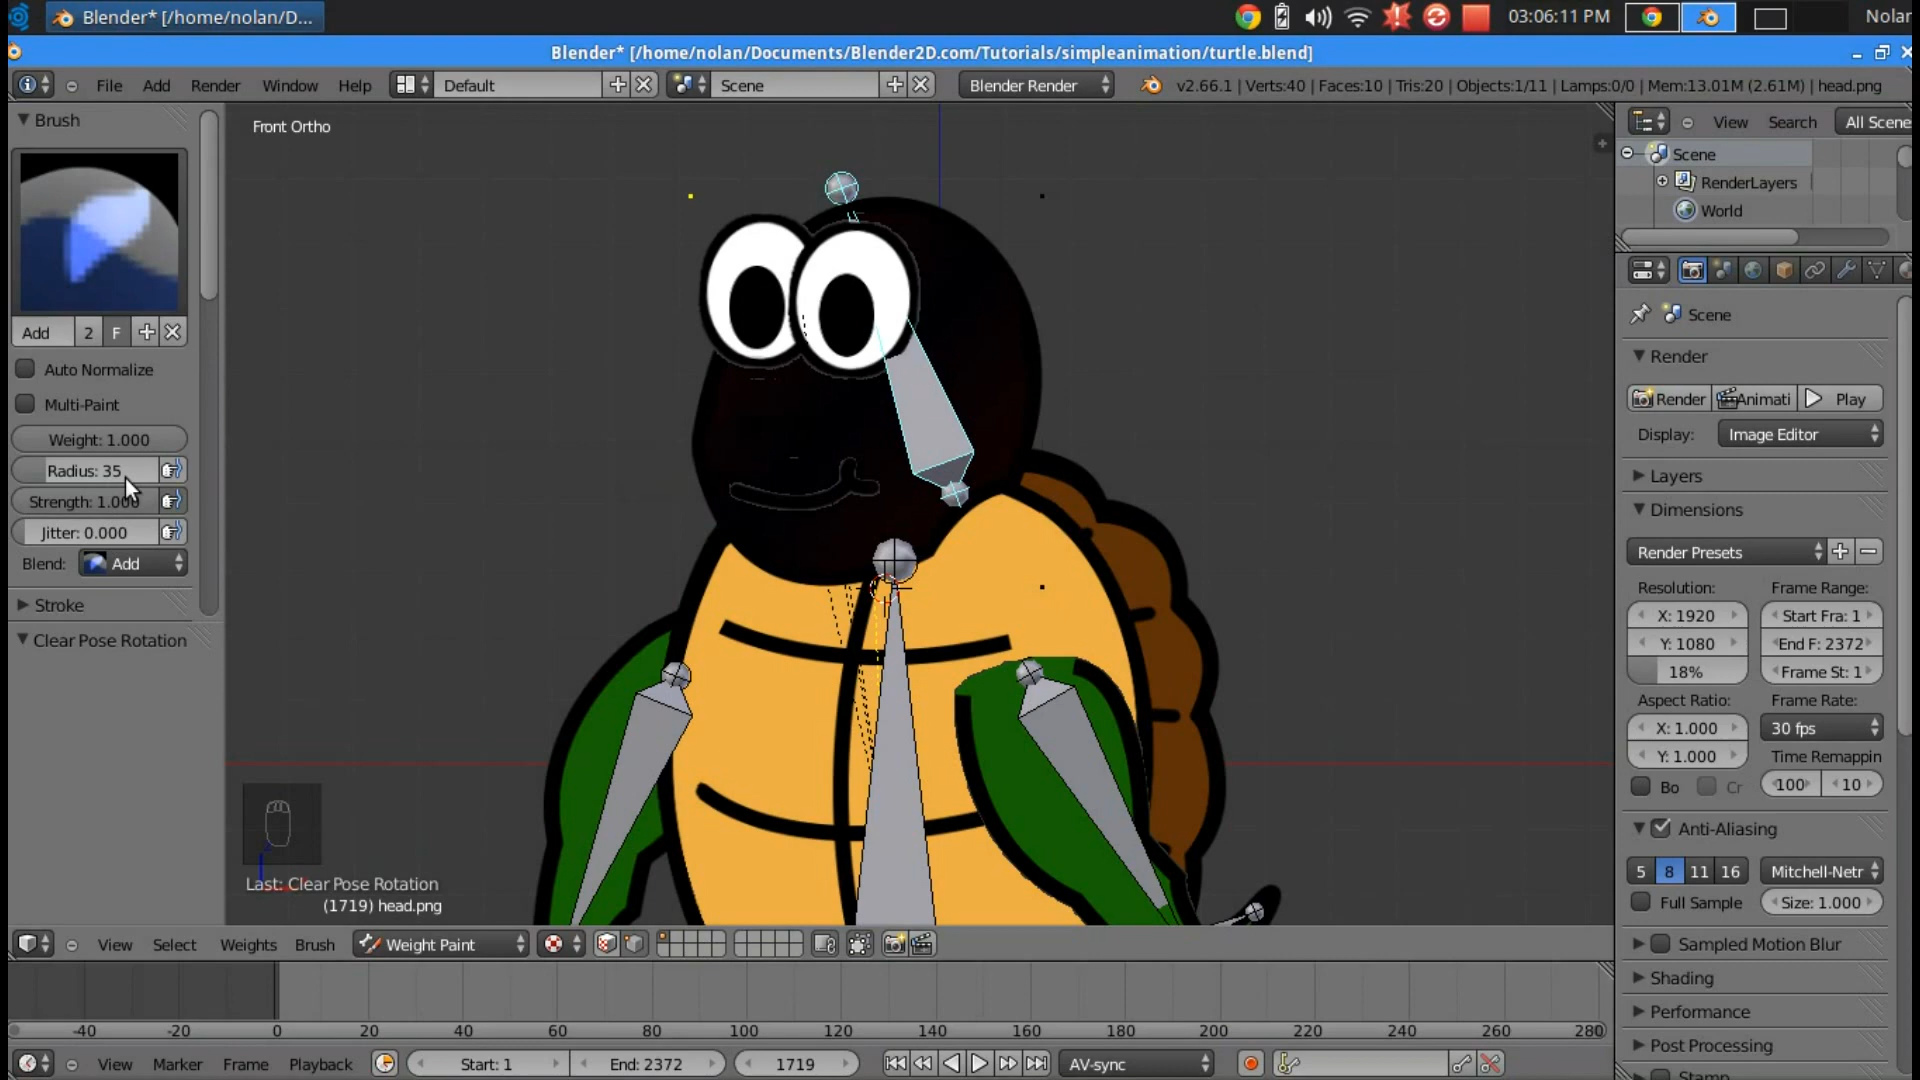 Blender* [/home/nolan/D...
03:06:11 PM
Nolan
Blender* [/home/nolan/Documents/Blender2D.com/Tutorials/simpleanimation/turtle.blend]
File Add Render Window Help
Default
Scene
Blender Render
v2.66.1 | Verts:40 | Faces:10 | Tris:20 | Objects:1/11 | Lamps:0/0 | Mem:13.01M (2.61M) | head.png
Brush
Add 2 F
Auto Normalize
Multi-Paint
Weight: 1.000
Radius: 35
Strength: 1.000
Jitter: 0.000
Blend: Add
Stroke
Clear Pose Rotation
Front Ortho
Last: Clear Pose Rotation
(1719) head.png
View Search All Scene
Scene
RenderLayers
World
Scene
Render
Render Animati Play
Display: Image Editor
Layers
Dimensions
Render Presets
Resolution: Frame Range:
X: 1920 Start Fra: 1
Y: 1080 End F: 2372
18% Frame St: 1
Aspect Ratio: Frame Rate:
X: 1.000 30 fps
Y: 1.000 Time Remappin
Bo Cr 100 10
Anti-Aliasing
5 8 11 16 Mitchell-Netr
Full Sample Size: 1.000
Sampled Motion Blur
Shading
Performance
Post Processing
Stamp
View Select Weights Brush Weight Paint
-40 -20 0 20 40 60 80 100 120 140 160 180 200 220 240 260 280
View Marker Frame Playback Start: 1 End: 2372 1719 AV-sync